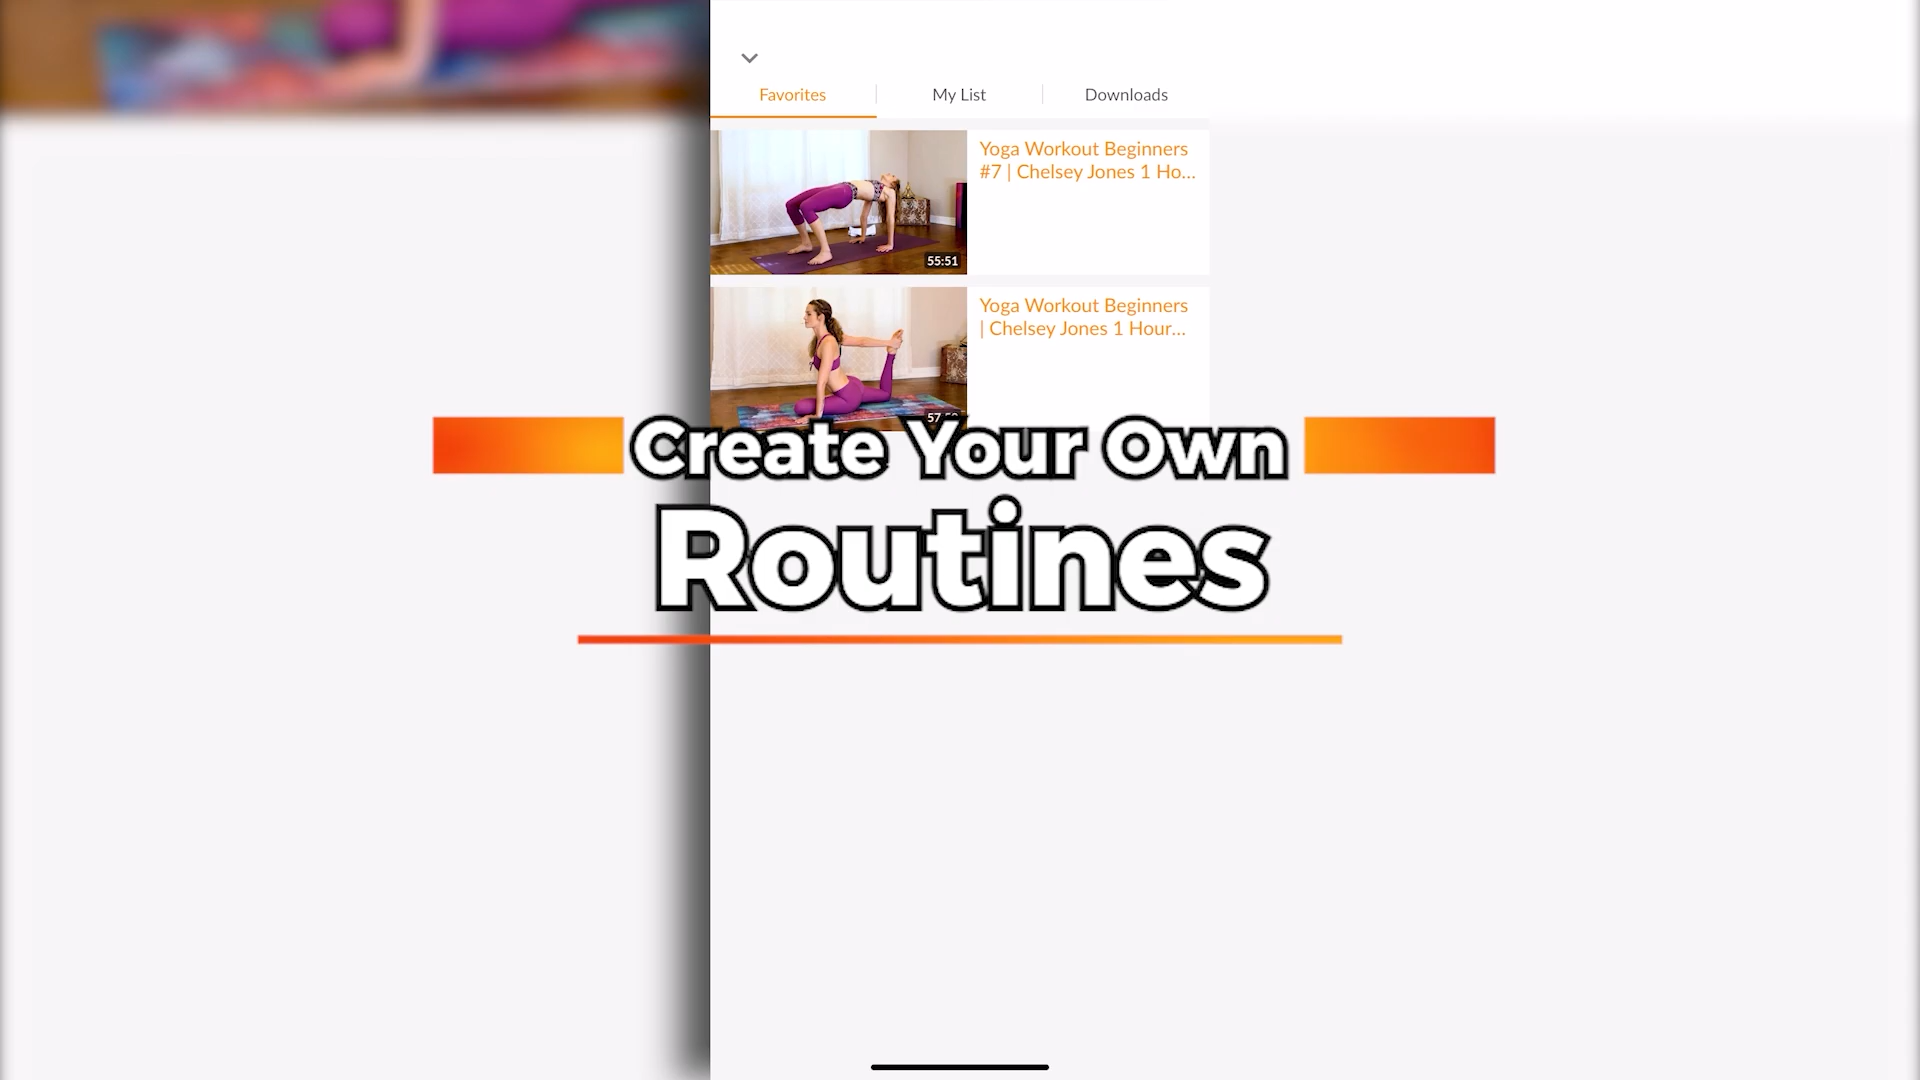 Favorites
My List
Downloads
Yoga Workout Beginners
#7 | Chelsey Jones 1 Ho...
55:51
Yoga Workout Beginners
| Chelsey Jones 1 Hour...
Create Your Own
Routines